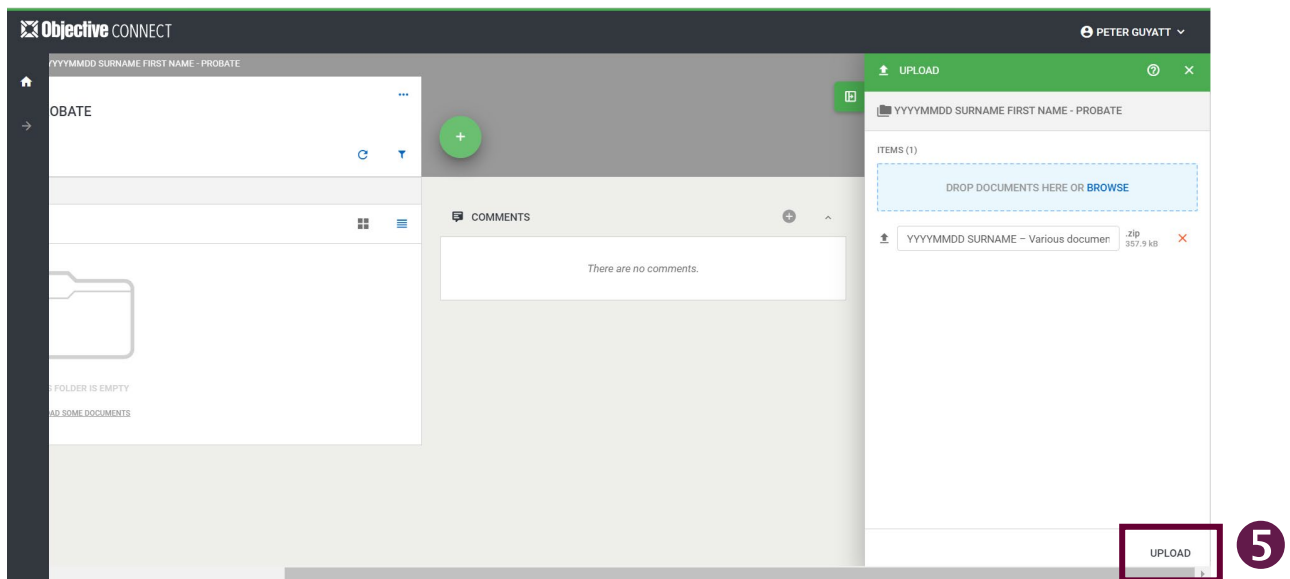 Objective CONNECT
PETER GUYATT
YYYYMMDD SURNAME FIRST NAME - PROBATE
OBATE
FOLDER IS EMPTY
AD SOME DOCUMENTS
COMMENTS
There are no comments.
UPLOAD
YYYYMMDD SURNAME FIRST NAME - PROBATE
ITEMS (1)
DROP DOCUMENTS HERE OR BROWSE
YYYYMMDD SURNAME – Various documen
.zip
357.9 kB
UPLOAD
5